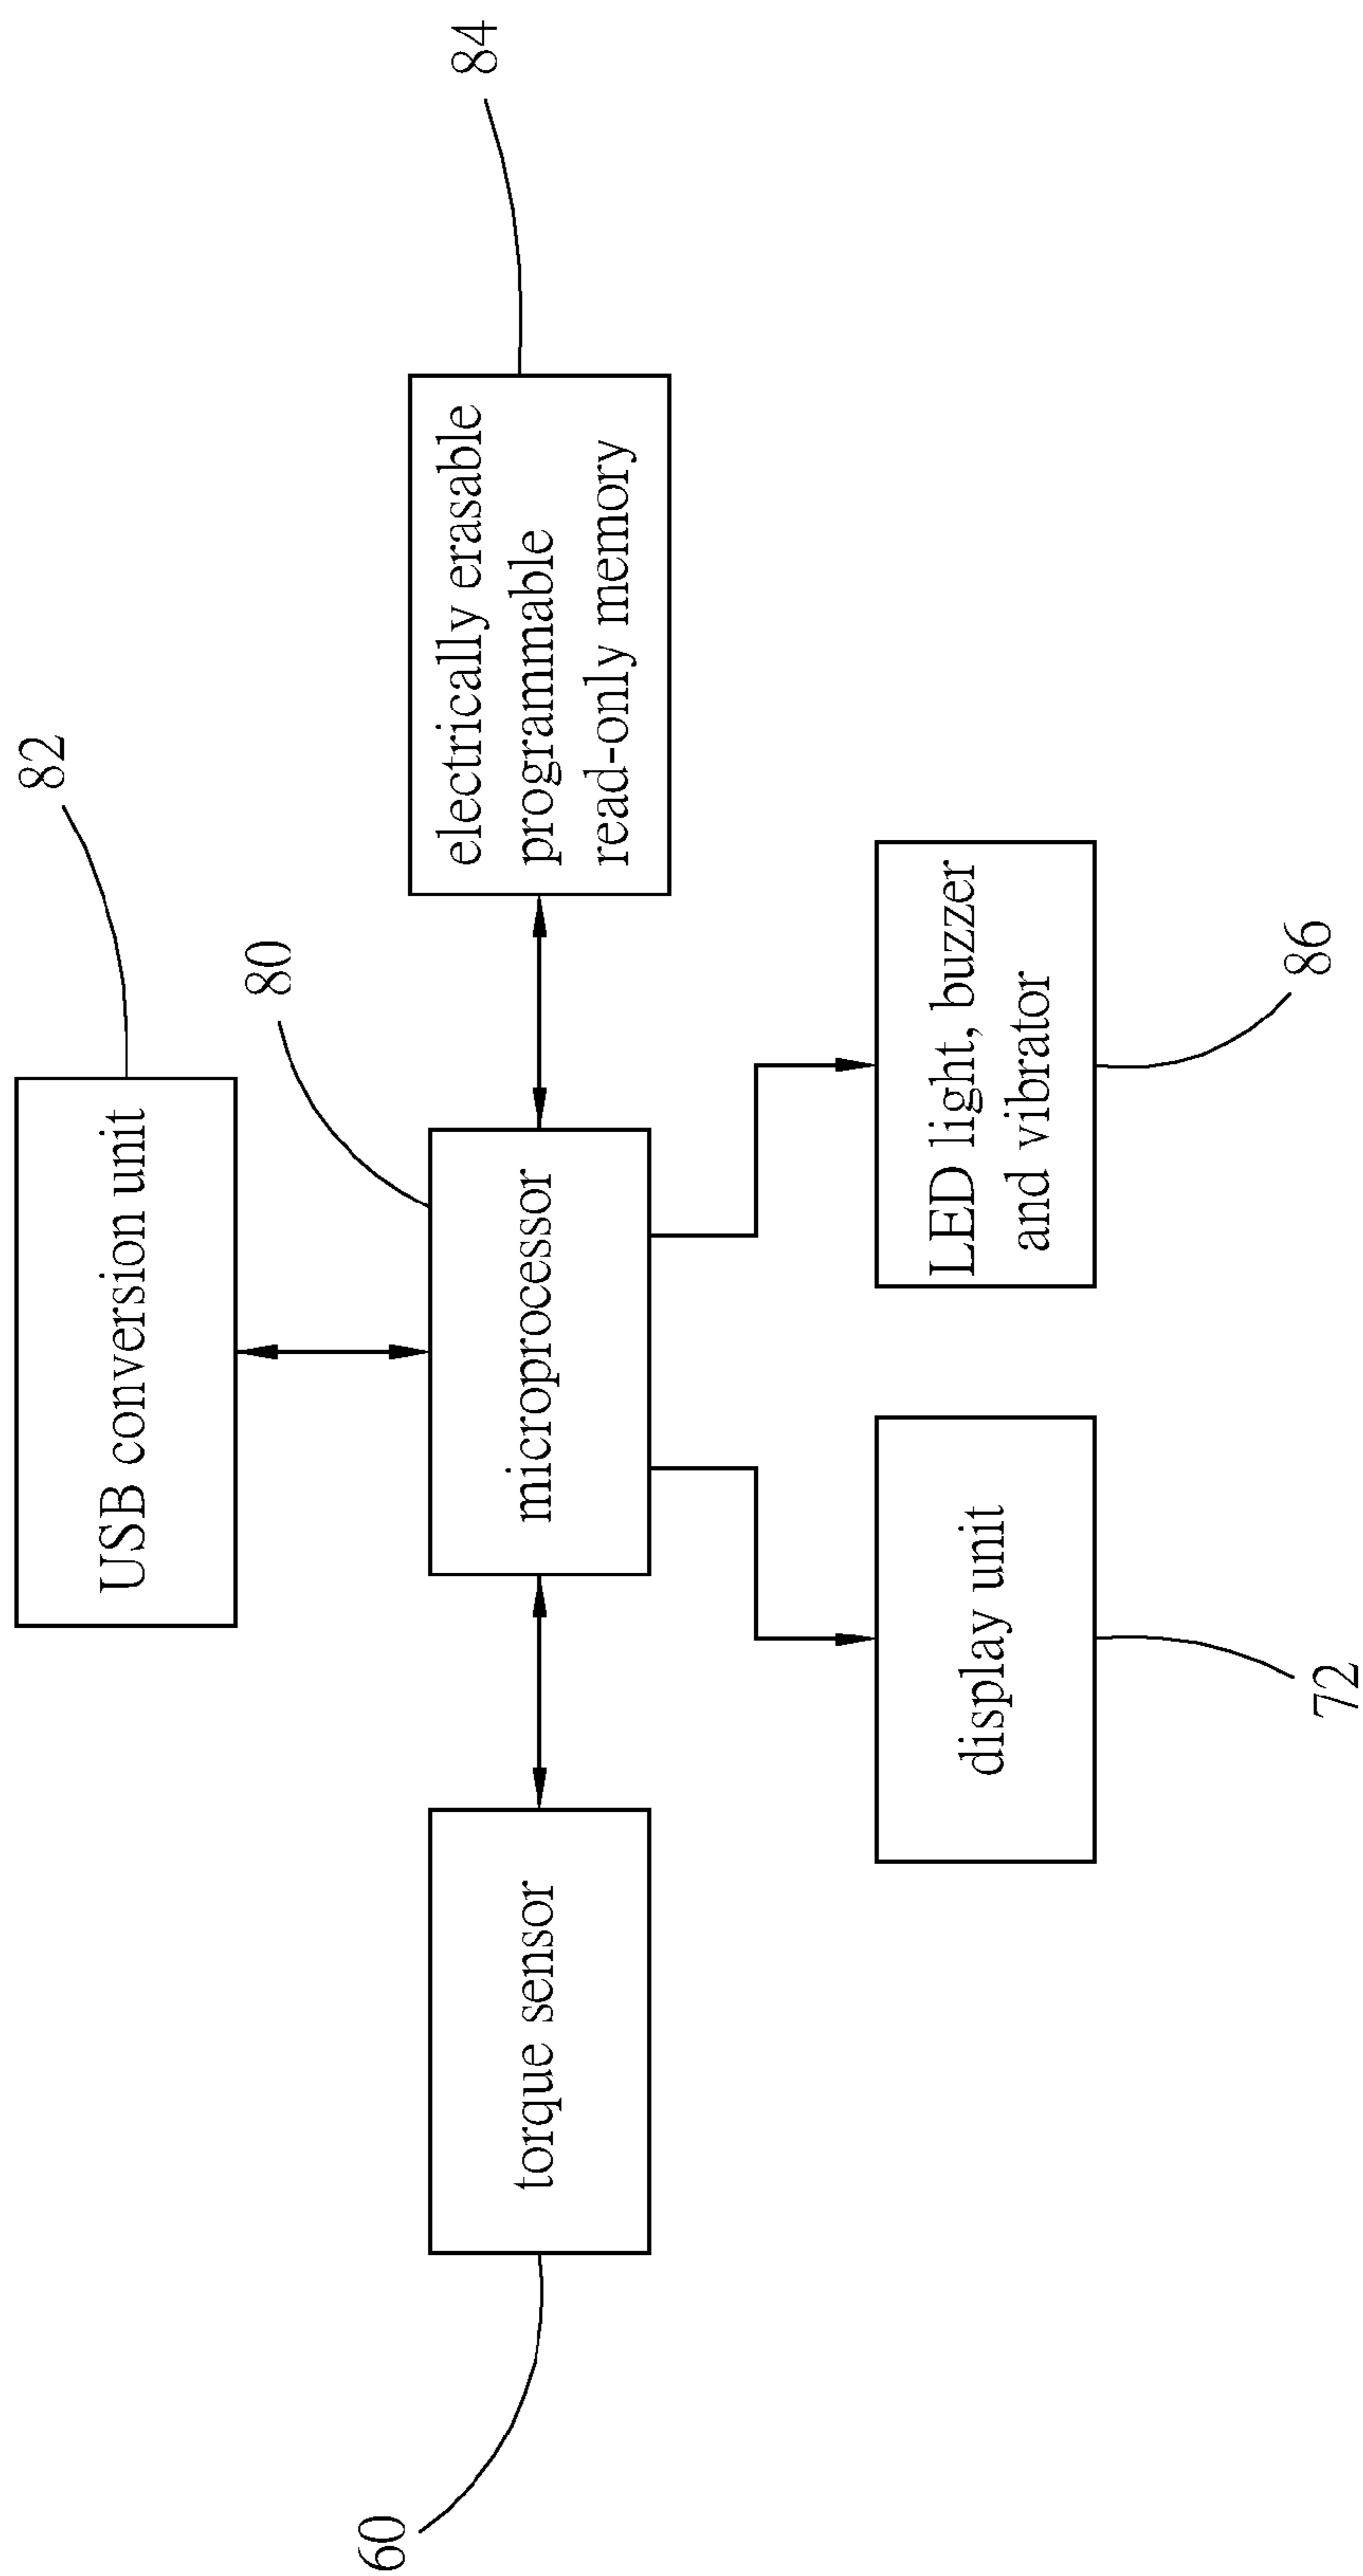 82
USB conversion unit
80
84
60
torque sensor
microprocessor
electrically erasable
programmable
read-only memory
display unit
LED light, buzzer
and vibrator
72
86